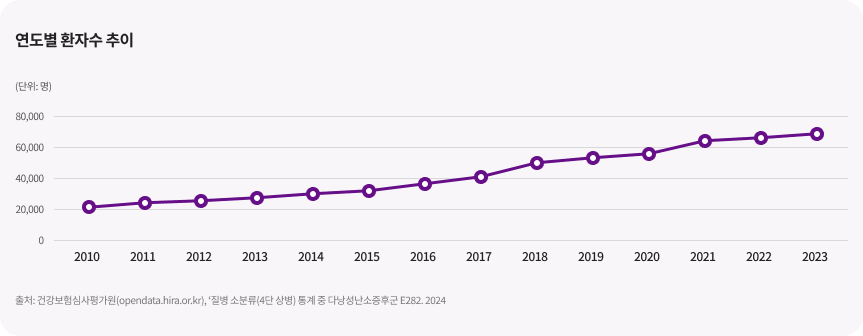 연도별 환자수 추이
(단위: 명)
80,000
60,000
40,000
20,000
0
2010 2011 2012 2013 2014 2015 2016 2017 2018 2019 2020 2021 2022 2023
출처: 건강보험심사평가원(opendata.hira.or.kr), ‘질병 소분류(4단 상병) 통계 중 다낭성난소증후군 E282. 2024